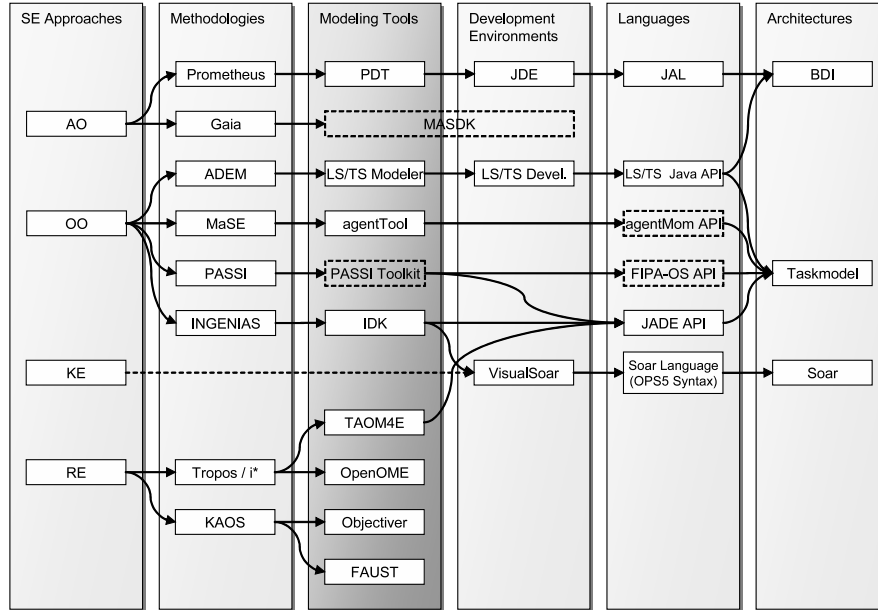 SE Approaches
Methodologies
Modeling Tools
Development
Environments
Languages
Architectures
Prometheus
PDT
JDE
JAL
BDI
AO
Gaia
MASDK
ADEM
LS/TS Modeler
LS/TS Devel.
LS/TS Java API
OO
MaSE
agentTool
agentMom API
PASSI
PASSI Toolkit
FIPA-OS API
Taskmodel
INGENIAS
IDK
JADE API
KE
VisualSoar
Soar Language
(OPS5 Syntax)
Soar
TAOM4E
RE
Tropos / i*
OpenOME
KAOS
Objectiver
FAUST